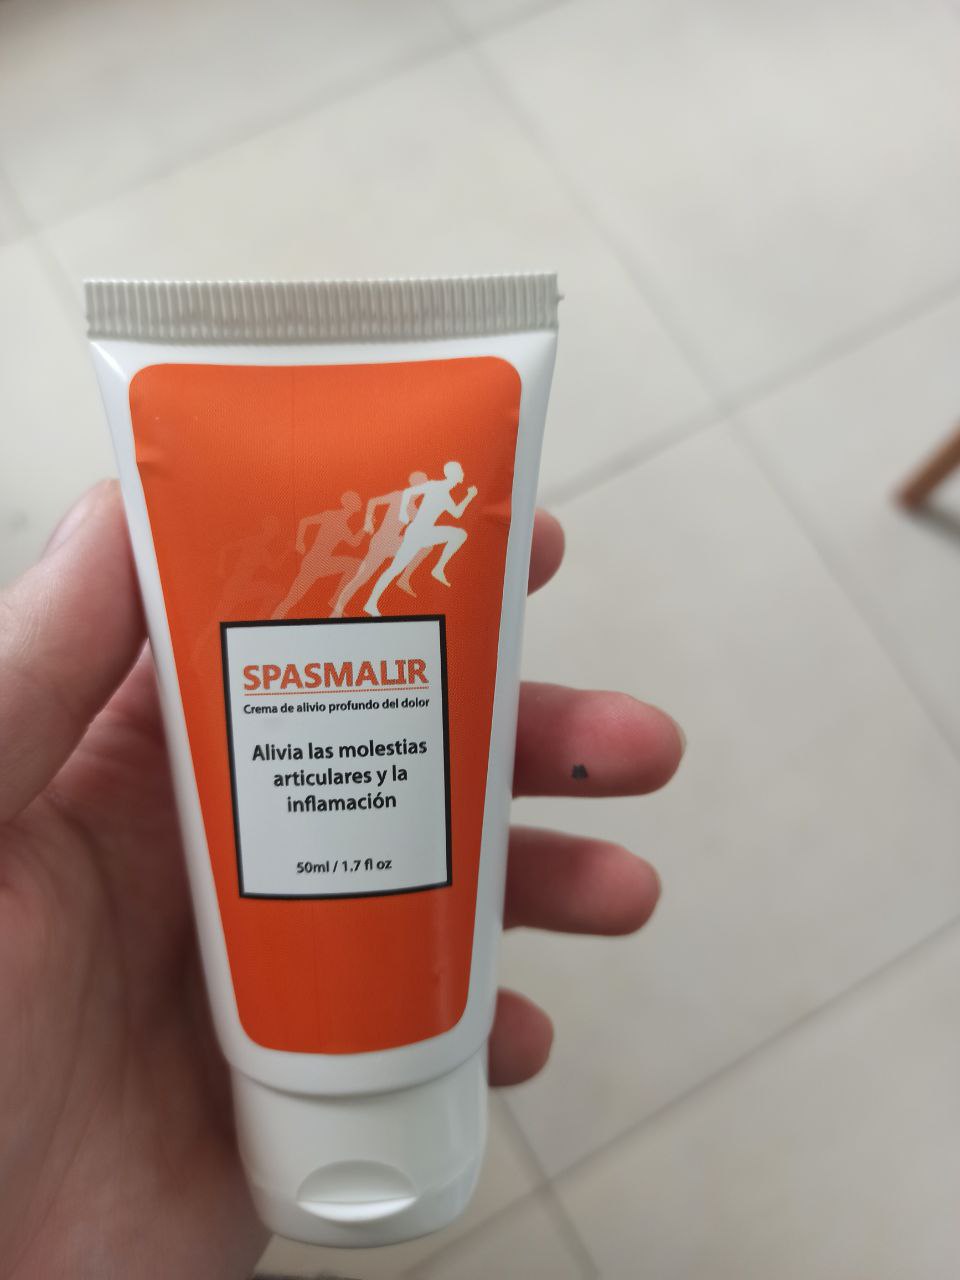 SPASMALIR
Crema de alivio profundo del dolor
Alivia las molestias
articulares y la
inflamación
50ml / 1.7 fl oz